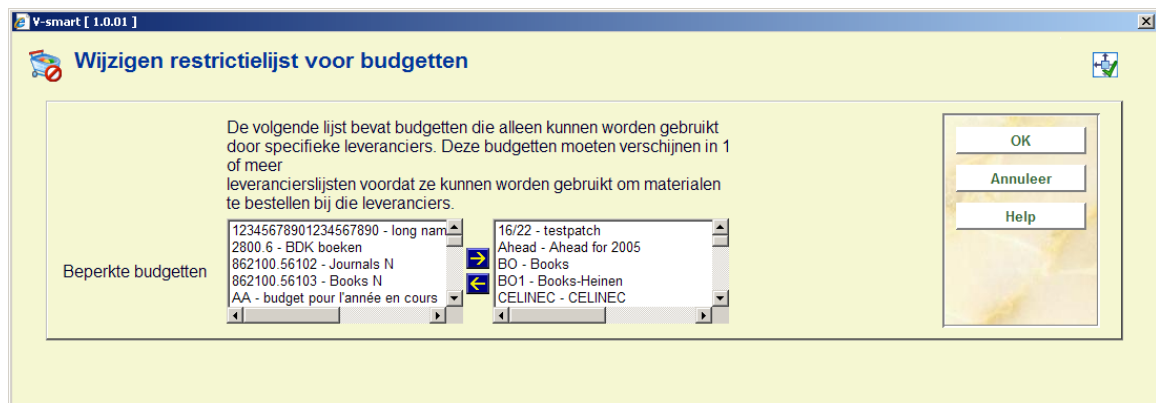 V-smart [ 1.0.01 ]
Wijzigen restrictielijst voor budgetten
De volgende lijst bevat budgetten die alleen kunnen worden gebruikt
door specifieke leveranciers. Deze budgetten moeten verschijnen in 1
of meer
leverancierslijsten voordat ze kunnen worden gebruikt om materialen
te bestellen bij die leveranciers.
Beperkte budgetten
12345678901234567890 - long nam
2800.6 - BDK boeken
862100.56102 - Journals N
862100.56103 - Books N
AA - budget pour l'année en cours
16/22 - testpatch
Ahead - Ahead for 2005
BO - Books
BO1 - Books-Heinen
CELINEC - CELINEC
OK
Annuleer
Help